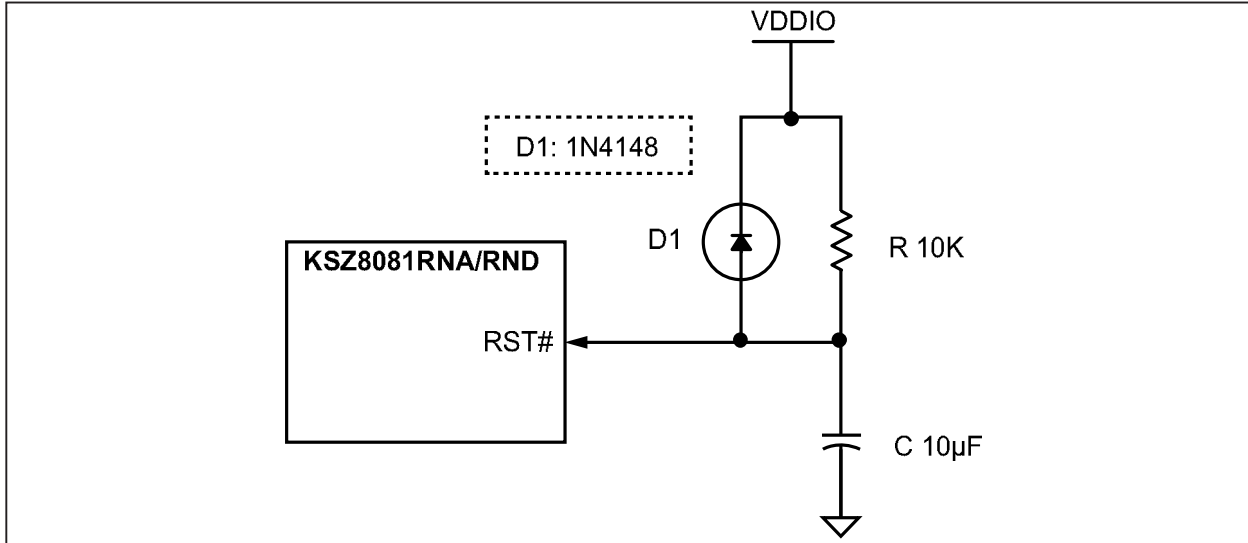 VDDIO
D1: 1N4148
D1
R 10K
KSZ8081RNA/RND
RST#
C 10µF